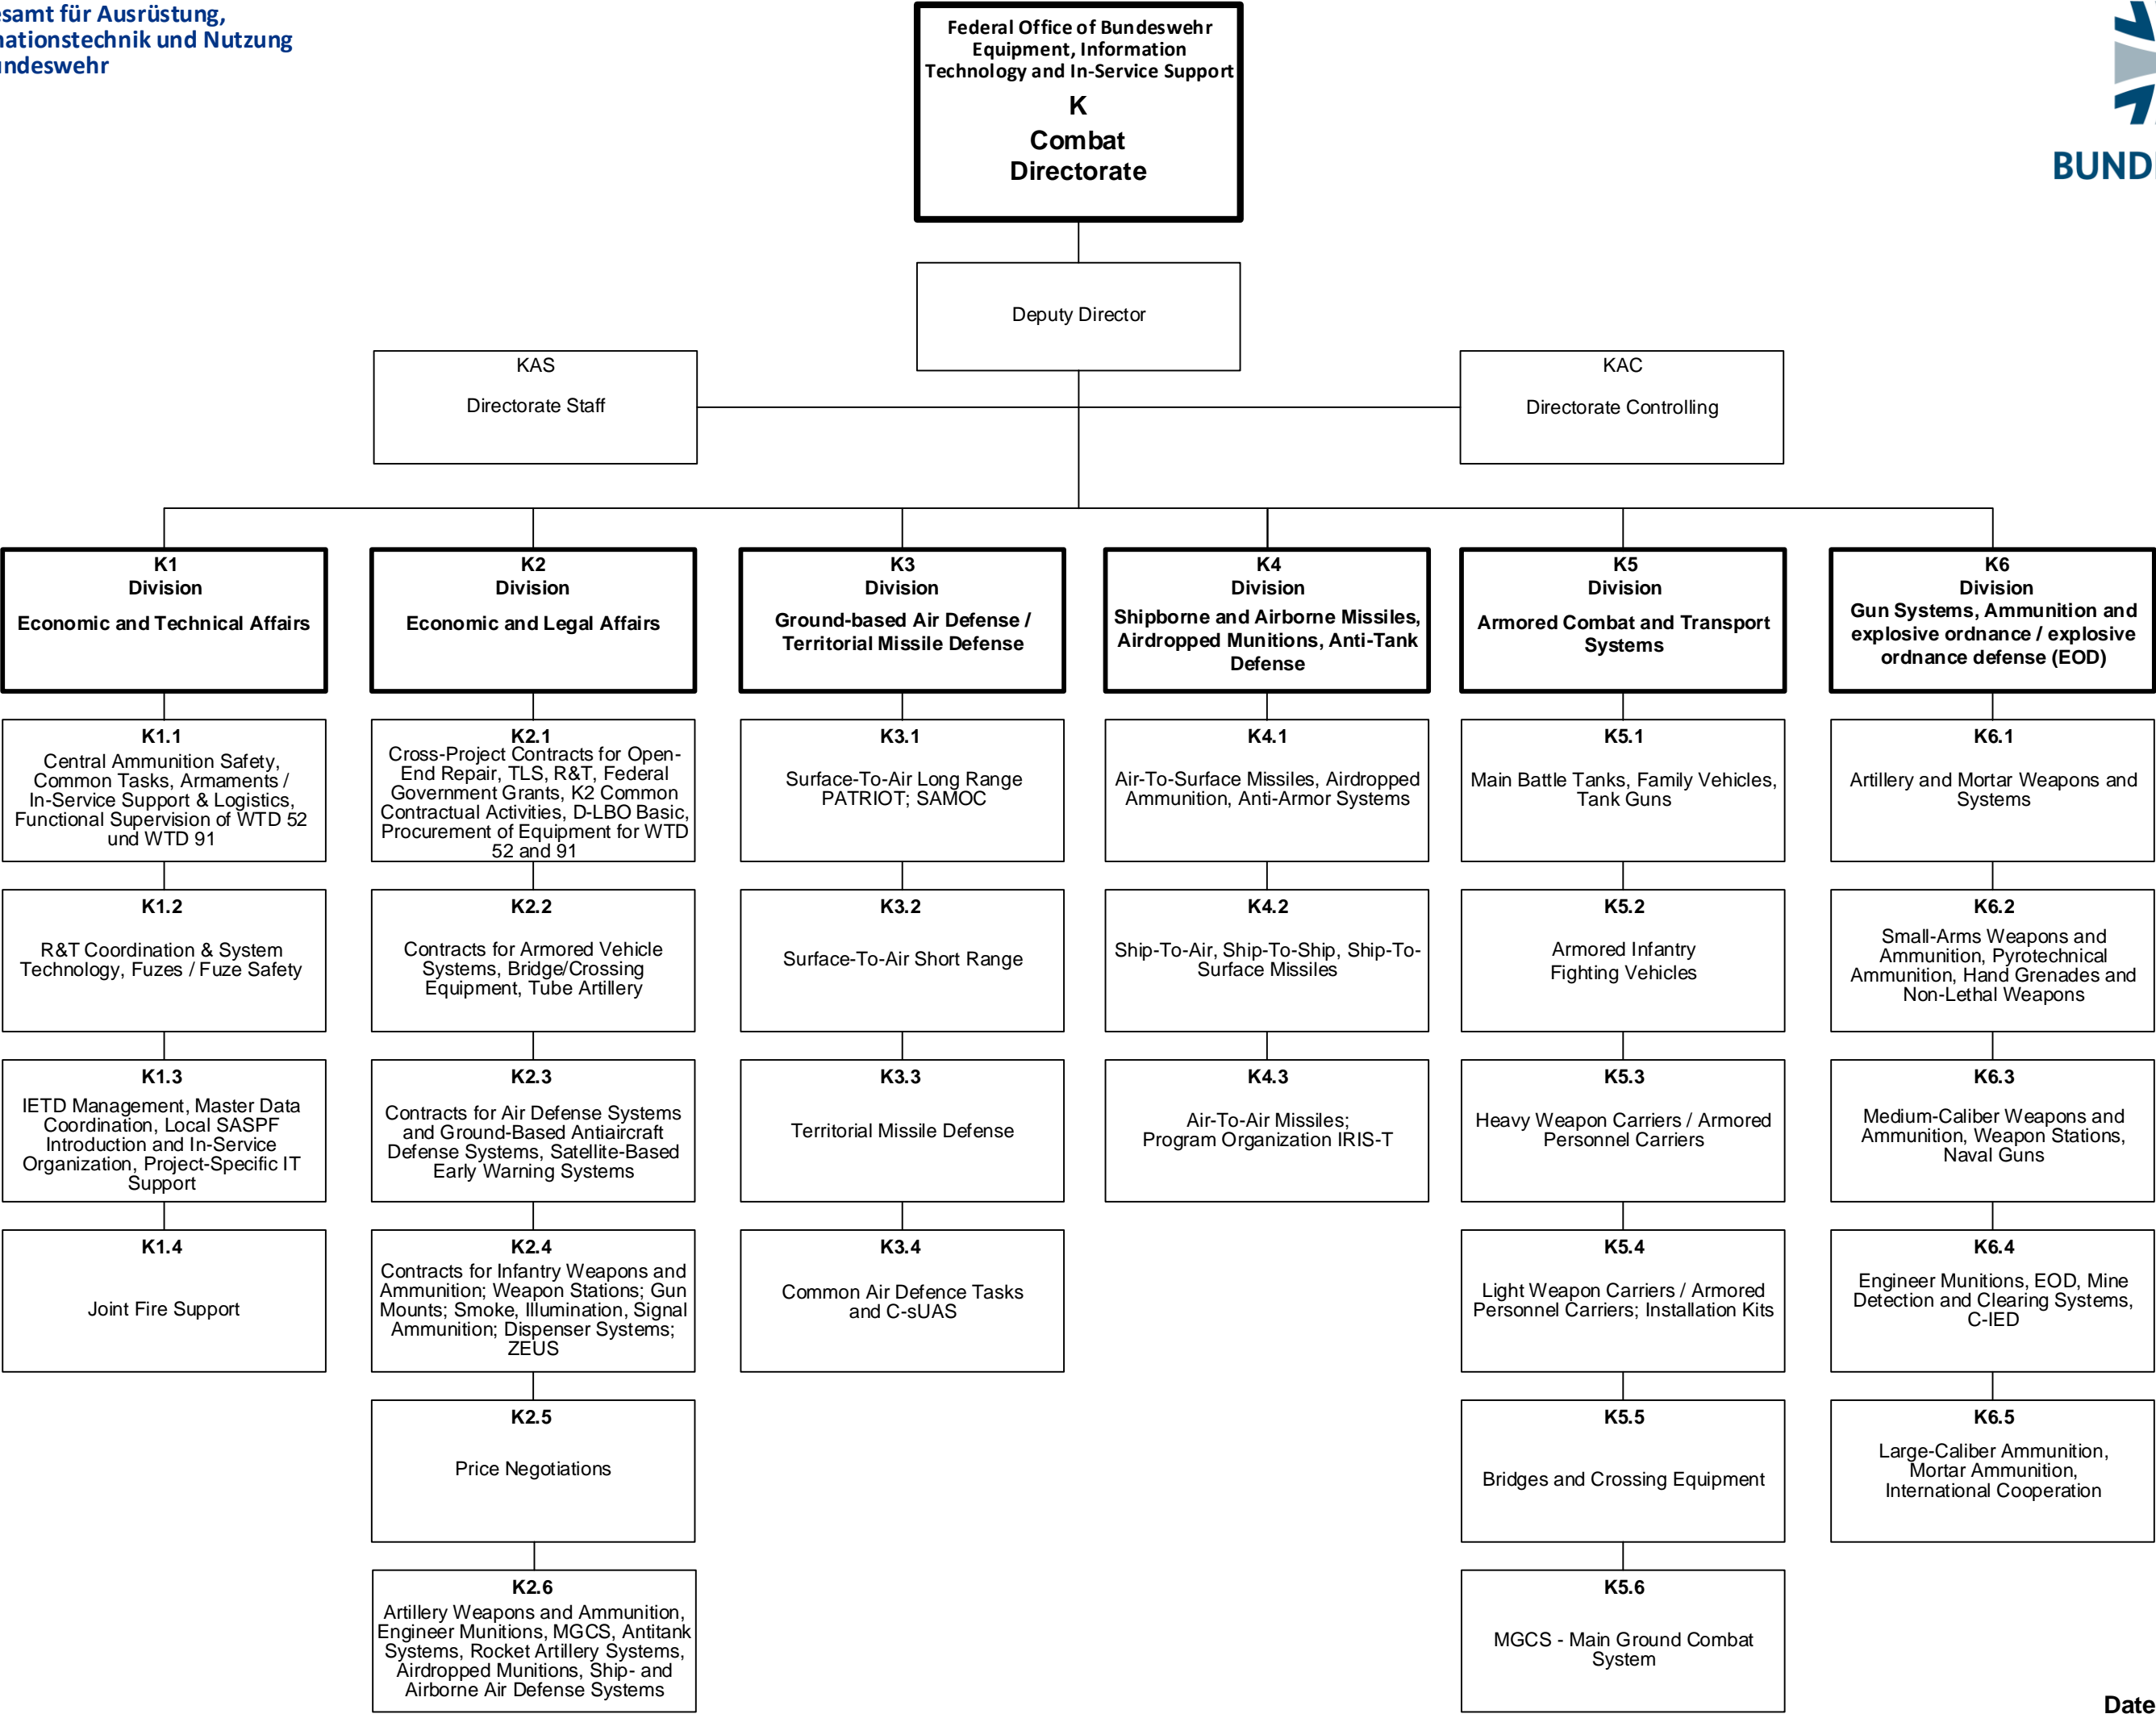 esamt für Ausrüstung,
nationstechnik und Nutzung
undeswehr
Federal Office of Bundeswehr
Equipment, Information
Technology and In-Service Support
K
Combat
Directorate
BUND
Deputy Director
KAS
Directorate Staff
KAC
Directorate Controlling
K1
Division
Economic and Technical Affairs
K2
Division
Economic and Legal Affairs
K3
Division
Ground-based Air Defense /
Territorial Missile Defense
K4
Division
Shipborne and Airborne Missiles,
Airdropped Munitions, Anti-Tank
Defense
K5
Division
Armored Combat and Transport
Systems
K6
Division
Gun Systems, Ammunition and
explosive ordnance / explosive
ordnance defense (EOD)
K1.1
Central Ammunition Safety,
Common Tasks, Armaments /
In-Service Support & Logistics,
Functional Supervision of WTD 52
und WTD 91
K2.1
Cross-Project Contracts for Open-
End Repair, TLS, R&T, Federal
Government Grants, K2 Common
Contractual Activities, D-LBO Basic,
Procurement of Equipment for WTD
52 and 91
K3.1
Surface-To-Air Long Range
PATRIOT; SAMOC
K4.1
Air-To-Surface Missiles, Airdropped
Ammunition, Anti-Armor Systems
K5.1
Main Battle Tanks, Family Vehicles,
Tank Guns
K6.1
Artillery and Mortar Weapons and
Systems
K1.2
R&T Coordination & System
Technology, Fuzes / Fuze Safety
K2.2
Contracts for Armored Vehicle
Systems, Bridge/Crossing
Equipment, Tube Artillery
K3.2
Surface-To-Air Short Range
K4.2
Ship-To-Air, Ship-To-Ship, Ship-To-
Surface Missiles
K5.2
Armored Infantry
Fighting Vehicles
K6.2
Small-Arms Weapons and
Ammunition, Pyrotechnical
Ammunition, Hand Grenades and
Non-Lethal Weapons
K1.3
IETD Management, Master Data
Coordination, Local SASPF
Introduction and In-Service
Organization, Project-Specific IT
Support
K2.3
Contracts for Air Defense Systems
and Ground-Based Antiaircraft
Defense Systems, Satellite-Based
Early Warning Systems
K3.3
Territorial Missile Defense
K4.3
Air-To-Air Missiles;
Program Organization IRIS-T
K5.3
Heavy Weapon Carriers / Armored
Personnel Carriers
K6.3
Medium-Caliber Weapons and
Ammunition, Weapon Stations,
Naval Guns
K1.4
Joint Fire Support
K2.4
Contracts for Infantry Weapons and
Ammunition; Weapon Stations; Gun
Mounts; Smoke, Illumination, Signal
Ammunition; Dispenser Systems;
ZEUS
K3.4
Common Air Defence Tasks
and C-sUAS
K5.4
Light Weapon Carriers / Armored
Personnel Carriers; Installation Kits
K6.4
Engineer Munitions, EOD, Mine
Detection and Clearing Systems,
C-IED
K2.5
Price Negotiations
K5.5
Bridges and Crossing Equipment
K6.5
Large-Caliber Ammunition,
Mortar Ammunition,
International Cooperation
K2.6
Artillery Weapons and Ammunition,
Engineer Munitions, MGCS, Antitank
Systems, Rocket Artillery Systems,
Airdropped Munitions, Ship- and
Airborne Air Defense Systems
K5.6
MGCS - Main Ground Combat
System
Date